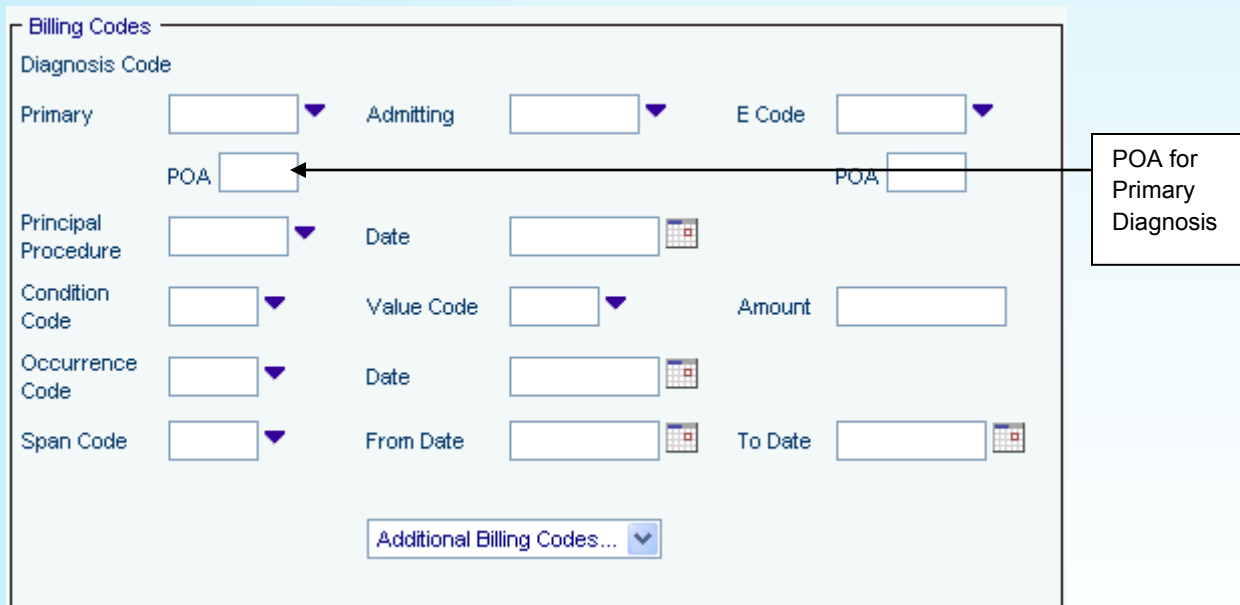 Billing Codes
Diagnosis Code
Primary Admitting E Code
POA POA
POA for
Primary
Diagnosis
Principal
Procedure Date
Condition
Code Value Code Amount
Occurrence
Code Date
Span Code From Date To Date
Additional Billing Codes...